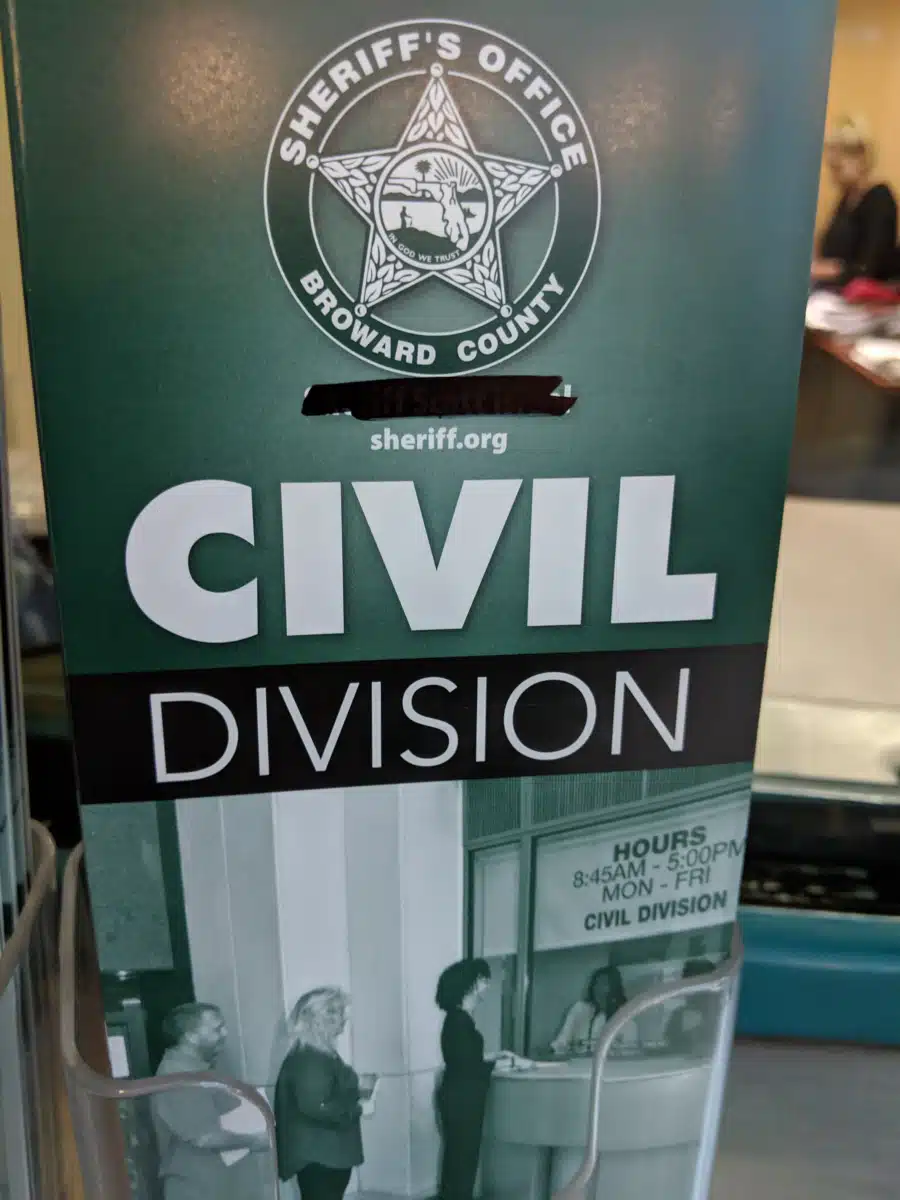 SHERIFF'S OFFICE
IN GOD WE TRUST
BROWARD COUNTY
sheriff.org
CIVIL
DIVISION
HOURS
8:45AM - 5:00PM
MON - FRI
CIVIL DIVISION